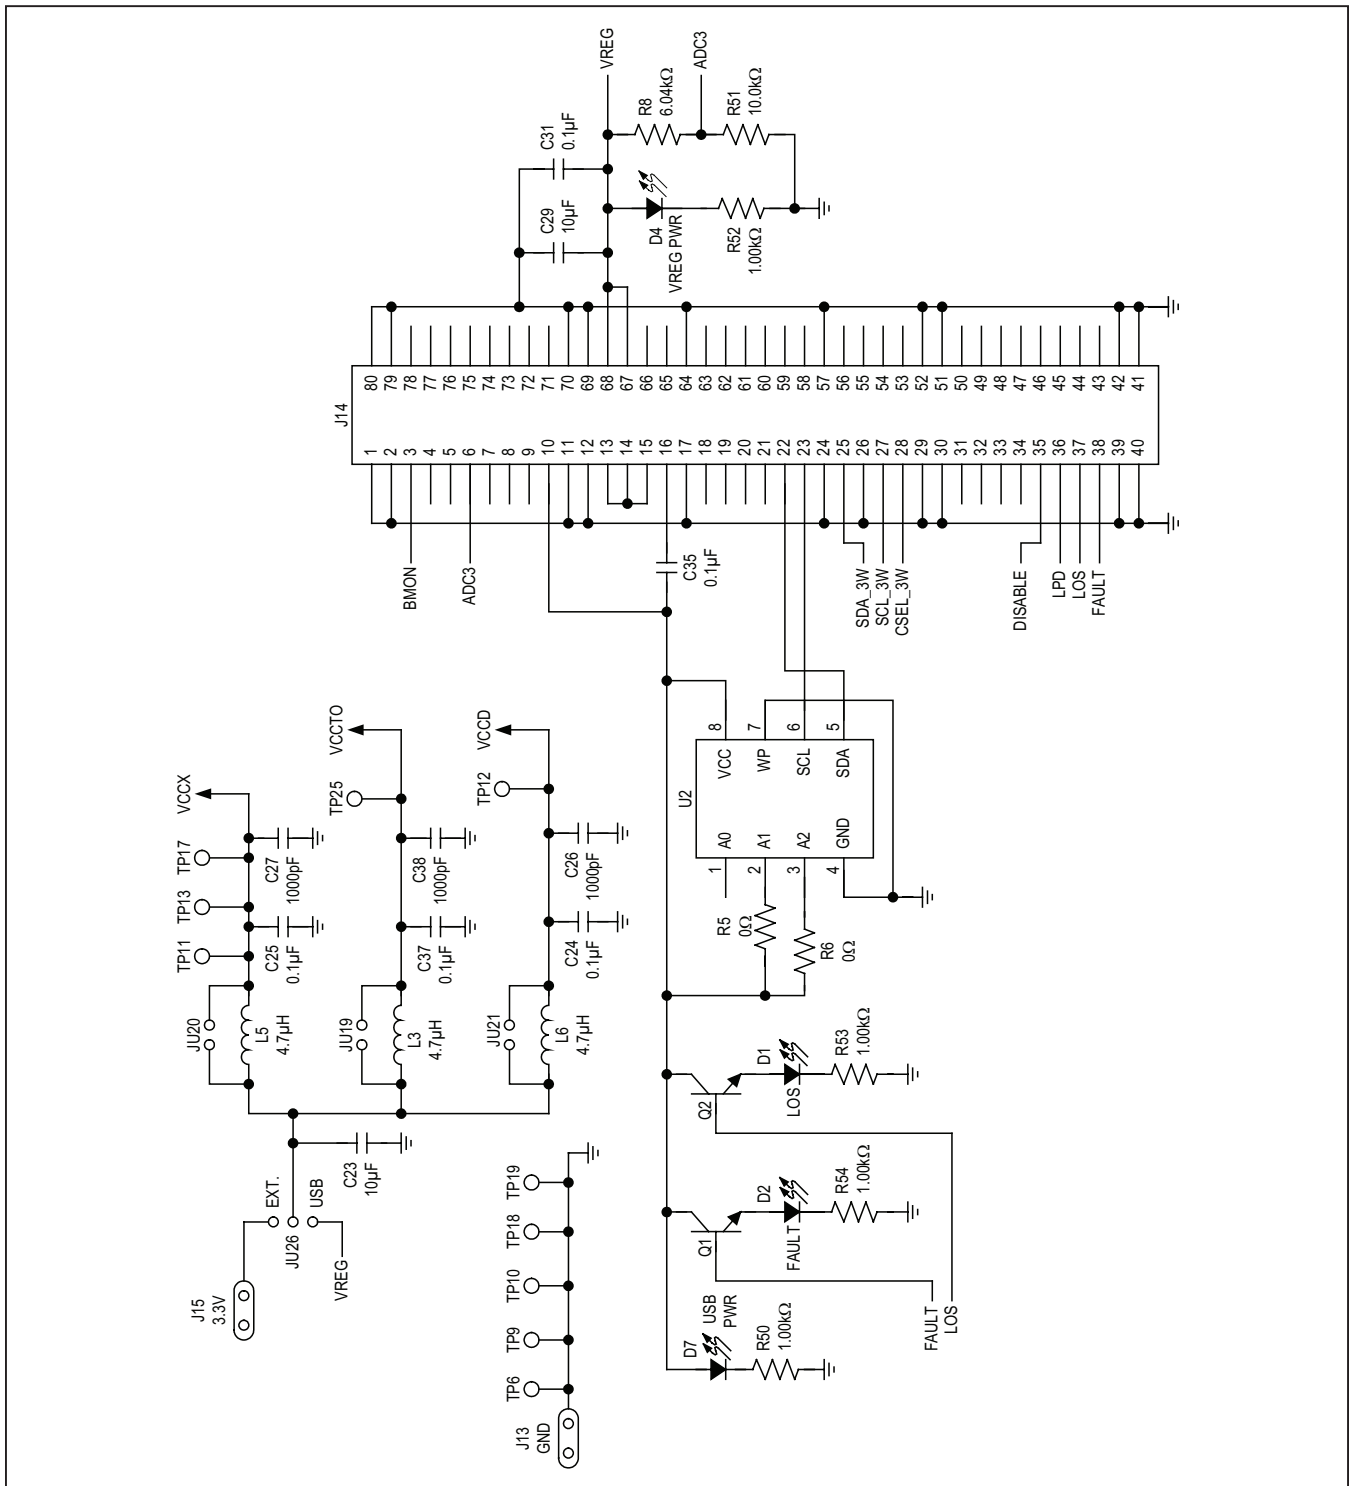 VREG
ADC3
R8
6.04kΩ
R51
10.0kΩ
C31
0.1µF
C29
10µF
D4
VREG PWR
R52
1.00kΩ
J14
80
79
78
77
76
75
74
73
72
71
70
69
68
67
66
65
64
63
62
61
60
59
58
57
56
55
54
53
52
51
50
49
48
47
46
45
44
43
42
41
1
2
3
4
5
6
7
8
9
10
11
12
13
14
15
16
17
18
19
20
21
22
23
24
25
26
27
28
29
30
31
32
33
34
35
36
37
38
39
40
BMON
ADC3
C35
0.1µF
SDA_3W
SCL_3W
CSEL_3W
DISABLE
LPD
LOS
FAULT
VCCX
TP17
TP13
TP11
C27
1000pF
C25
0.1µF
JU20
L5
4.7µH
VCCTO
TP25
C38
1000pF
C37
0.1µF
JU19
L3
4.7µH
VCCD
TP12
C26
1000pF
C24
0.1µF
JU21
L6
4.7µH
U2
8
7
6
5
VCC
WP
SCL
SDA
A0
A1
A2
GND
1
2
3
4
R5
0Ω
R6
0Ω
J15
3.3V
EXT.
JU26
USB
VREG
C23
10µF
J13
GND
TP6
TP9
TP10
TP18
TP19
Q2
D1
LOS
R53
1.00kΩ
Q1
D2
FAULT
R54
1.00kΩ
D7
USB
PWR
R50
1.00kΩ
FAULT
LOS